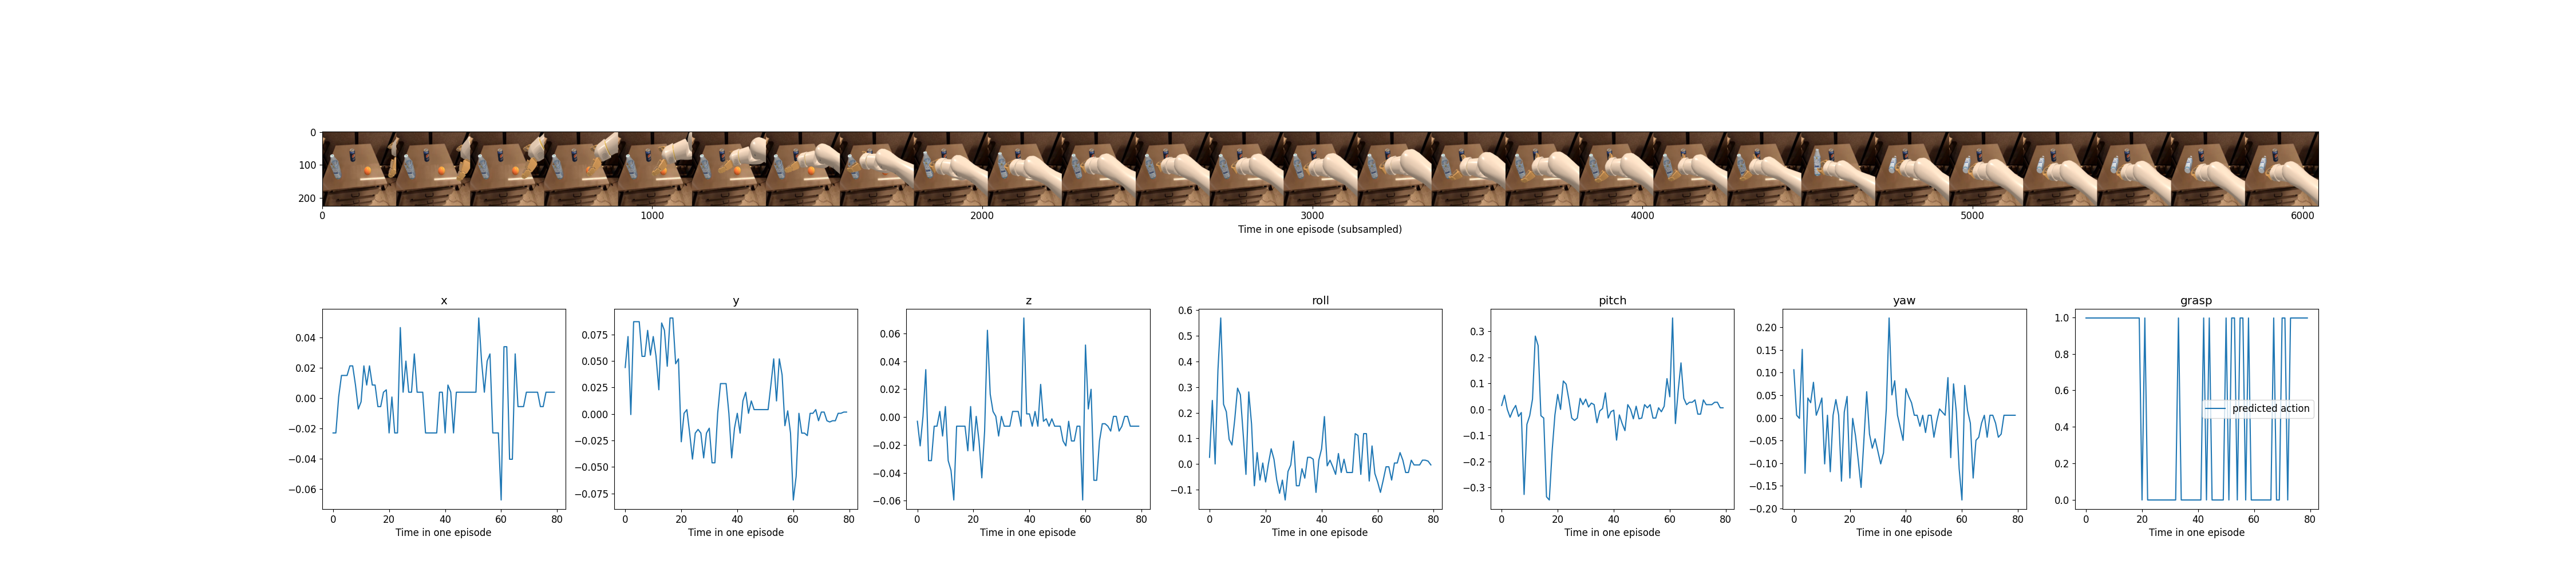 0
100
200
0 1000 2000 3000 4000 5000 6000
Time in one episode (subsampled)
x
0.04
0.02
0.00
−0.02
−0.04
−0.06
0 20 40 60 80
Time in one episode
y
0.075
0.050
0.025
0.000
−0.025
−0.050
−0.075
0 20 40 60 80
Time in one episode
z
0.06
0.04
0.02
0.00
−0.02
−0.04
−0.06
0 20 40 60 80
Time in one episode
roll
0.6
0.5
0.4
0.3
0.2
0.1
0.0
−0.1
0 20 40 60 80
Time in one episode
pitch
0.3
0.2
0.1
0.0
−0.1
−0.2
−0.3
0 20 40 60 80
Time in one episode
yaw
0.20
0.15
0.10
0.05
0.00
−0.05
−0.10
−0.15
−0.20
0 20 40 60 80
Time in one episode
grasp
1.0
0.8
0.6
0.4
0.2
0.0
predicted action
0 20 40 60 80
Time in one episode